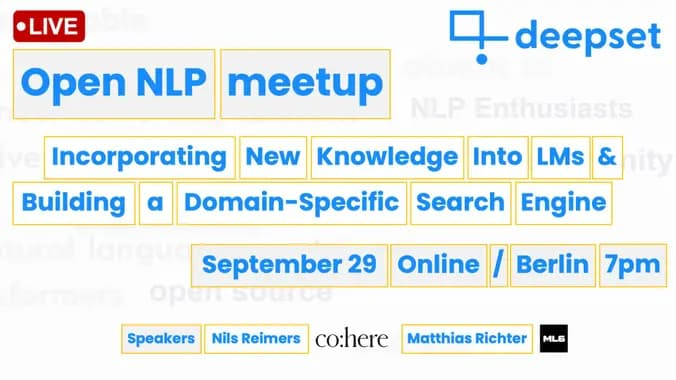 LIVE
deepset
Open NLP meetup
NLP Enthusiasts
Incorporating New Knowledge Into LMs &
Building a Domain-Specific Search Engine
September 29 Online / Berlin 7pm
open source
Speakers Nils Reimers co:here Matthias Richter ML6